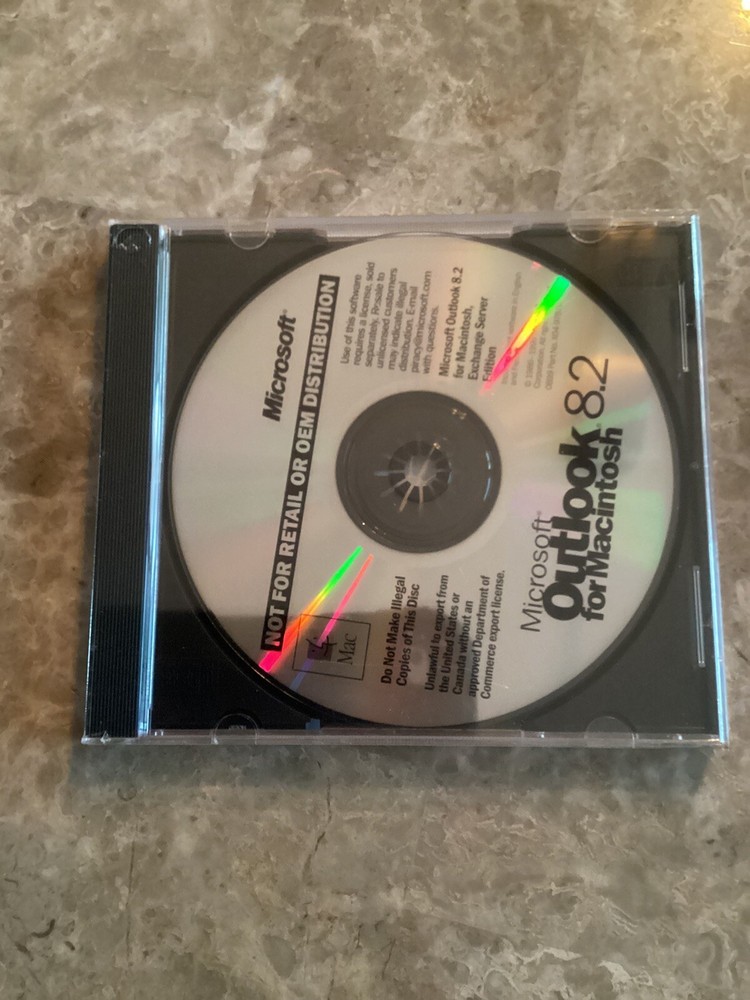 Microsoft®
NOT FOR RETAIL OR OEM DISTRIBUTION
Use of this software
requires a license, sold
separately. Resale to
unlicensed customers
may indicate illegal
distribution. E-mail
piracy@microsoft.com
with questions.
Microsoft Outlook 8.2
for Macintosh,
Exchange Server
Edition
Mac
Do Not Make Illegal
Copies of This Disc
Unlawful to export from
the United States or
Canada without an
approved Department of
Commerce export license.
Microsoft®
Outlook® 8.2
for Macintosh